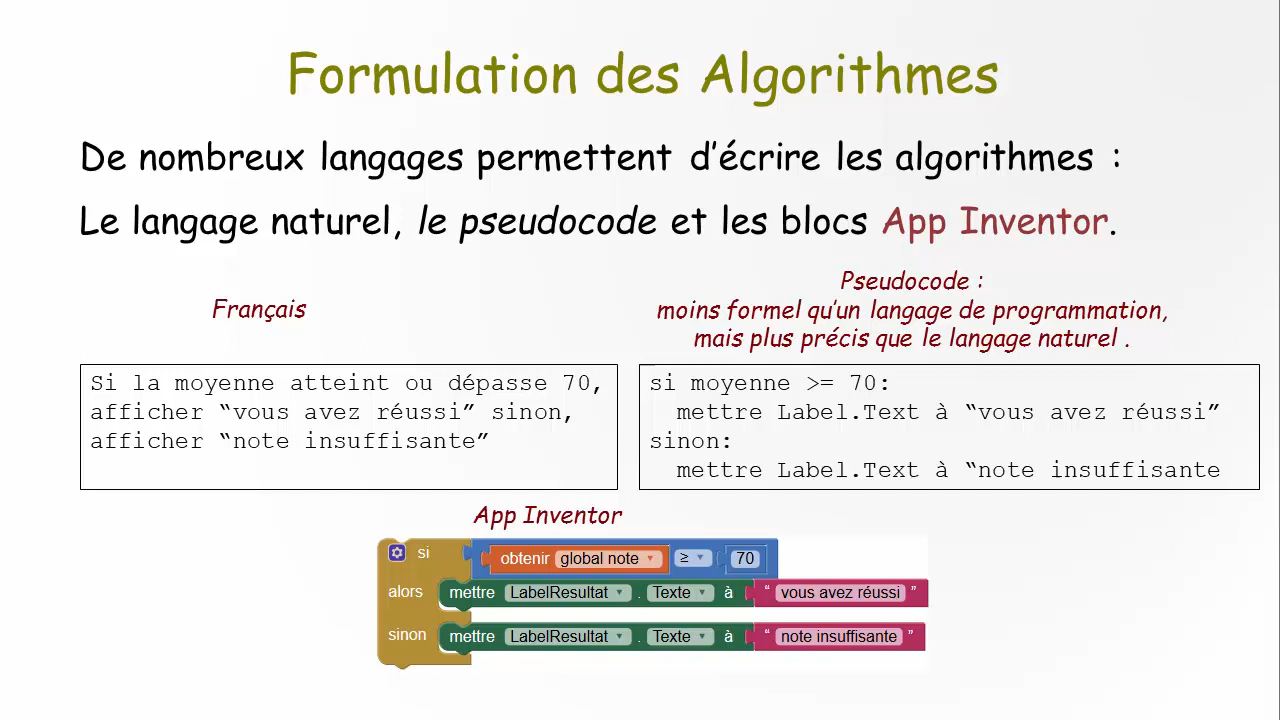 Formulation des Algorithmes
De nombreux langages permettent d'écrire les algorithmes :
Le langage naturel, le pseudocode et les blocs App Inventor.
Français
Si la moyenne atteint ou dépasse 70,
afficher “vous avez réussi” sinon,
afficher “note insuffisante”
Pseudocode :
moins formel qu'un langage de programmation,
mais plus précis que le langage naturel .
si moyenne >= 70:
mettre Label.Text à “vous avez réussi”
sinon:
mettre Label.Text à “note insuffisante
App Inventor
si obtenir global note ≥ 70
alors mettre LabelResultat . Texte à “ vous avez réussi ”
sinon mettre LabelResultat . Texte à “ note insuffisante ”